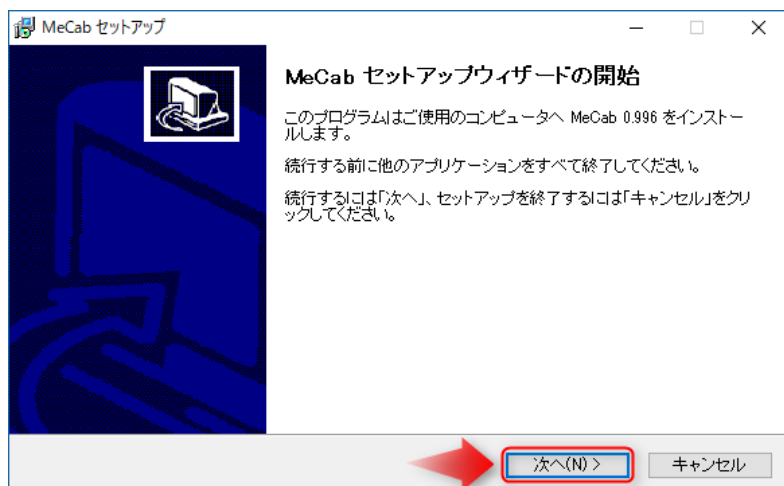 MeCab セットアップ
MeCab セットアップウィザードの開始
このプログラムはご使用のコンピュータへ MeCab 0.996 をインストー
ルします。
続行する前に他のアプリケーションをすべて終了してください。
続行するには「次へ」、セットアップを終了するには「キャンセル」をクリ
ックしてください。
次へ(N) >
キャンセル